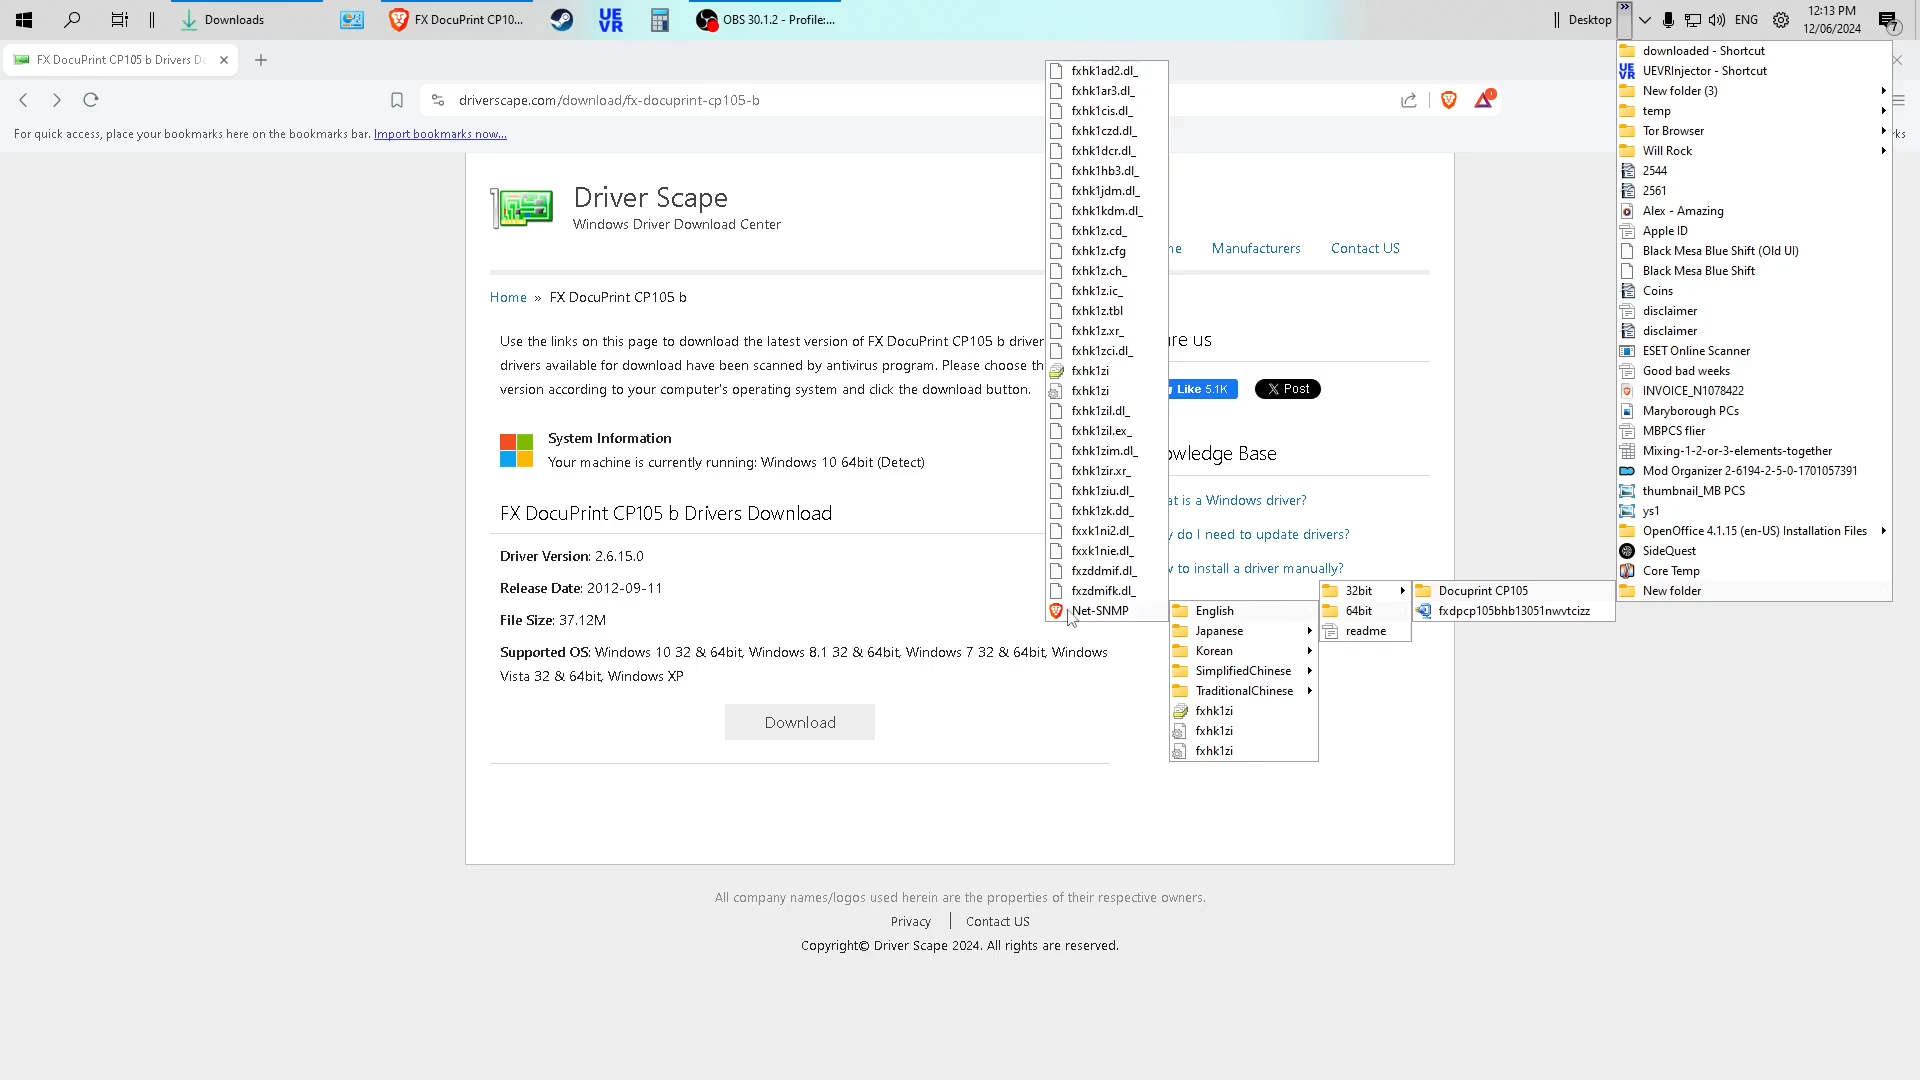 Downloads
FX DocuPrint CP10...
UE
VR
OBS 30.1.2 - Profile:...
Desktop
ENG
12:13 PM
12/06/2024
7
FX DocuPrint CP105 b Drivers Do
driverscape.com/download/fx-docuprint-cp105-b
For quick access, place your bookmarks here on the bookmarks bar. Import bookmarks now...
Driver Scape
Windows Driver Download Center
Manufacturers
Contact US
Home » FX DocuPrint CP105 b
Use the links on this page to download the latest version of FX DocuPrint CP105 b driver
drivers available for download have been scanned by antivirus program. Please choose th
version according to your computer's operating system and click the download button.
System Information
Your machine is currently running: Windows 10 64bit (Detect)
FX DocuPrint CP105 b Drivers Download
Driver Version: 2.6.15.0
Release Date: 2012-09-11
File Size: 37.12M
Supported OS: Windows 10 32 & 64bit, Windows 8.1 32 & 64bit, Windows 7 32 & 64bit, Windows
Vista 32 & 64bit, Windows XP
Download
re us
Like 5.1K
X Post
owledge Base
at is a Windows driver?
y do I need to update drivers?
v to install a driver manually?
fxhk1ad2.dl_
fxhk1ar3.dl_
fxhk1cis.dl_
fxhk1czd.dl_
fxhk1dcr.dl_
fxhk1hb3.dl_
fxhk1jdm.dl_
fxhk1kdm.dl_
fxhk1z.cd_
fxhk1z.cfg
fxhk1z.ch_
fxhk1z.ic_
fxhk1z.tbl
fxhk1z.xr_
fxhk1zci.dl_
fxhk1zi
fxhk1zi
fxhk1zil.dl_
fxhk1zil.ex_
fxhk1zim.dl_
fxhk1zir.xr_
fxhk1ziu.dl_
fxhk1zk.dd_
fxxk1ni2.dl_
fxxk1nie.dl_
fxzddmif.dl_
fxzdmifk.dl_
Net-SNMP
English
Japanese
Korean
SimplifiedChinese
TraditionalChinese
fxhk1zi
fxhk1zi
fxhk1zi
32bit
64bit
readme
Docuprint CP105
fxdpcp105bhb13051nwvtcizz
downloaded - Shortcut
UEVRInjector - Shortcut
New folder (3)
temp
Tor Browser
Will Rock
2544
2561
Alex - Amazing
Apple ID
Black Mesa Blue Shift (Old UI)
Black Mesa Blue Shift
Coins
disclaimer
disclaimer
ESET Online Scanner
Good bad weeks
INVOICE_N1078422
Maryborough PCs
MBPCS flier
Mixing-1-2-or-3-elements-together
Mod Organizer 2-6194-2-5-0-1701057391
thumbnail_MB PCS
ys1
OpenOffice 4.1.15 (en-US) Installation Files
SideQuest
Core Temp
New folder
All company names/logos used herein are the properties of their respective owners.
Privacy | Contact US
Copyright© Driver Scape 2024. All rights are reserved.